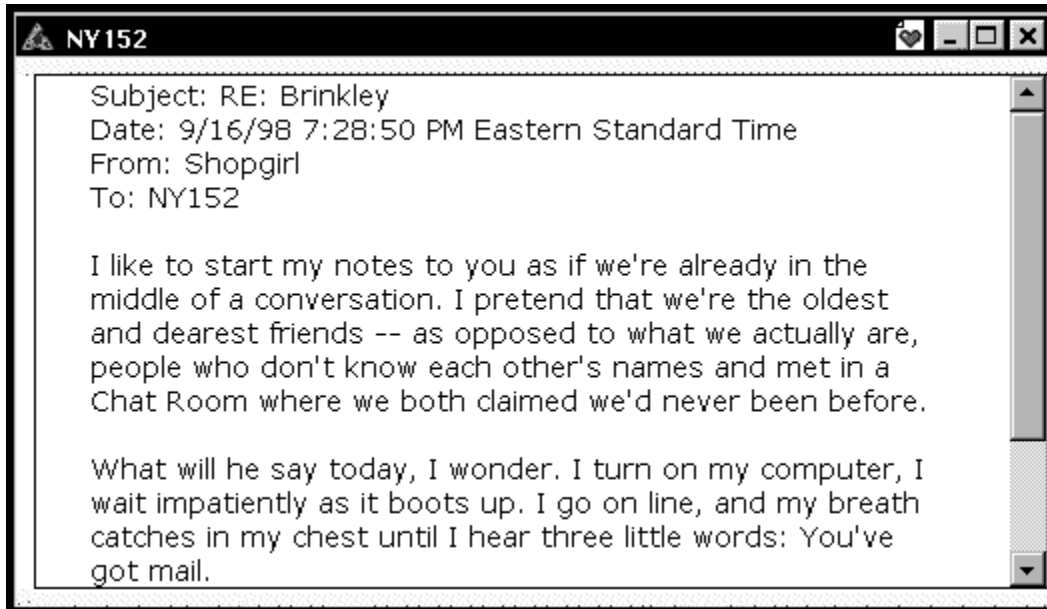 NY152
Subject: RE: Brinkley
Date: 9/16/98 7:28:50 PM Eastern Standard Time
From: Shopgirl
To: NY152
I like to start my notes to you as if we're already in the
middle of a conversation. I pretend that we're the oldest
and dearest friends -- as opposed to what we actually are,
people who don't know each other's names and met in a
Chat Room where we both claimed we'd never been before.
What will he say today, I wonder. I turn on my computer, I
wait impatiently as it boots up. I go on line, and my breath
catches in my chest until I hear three little words: You've
got mail.